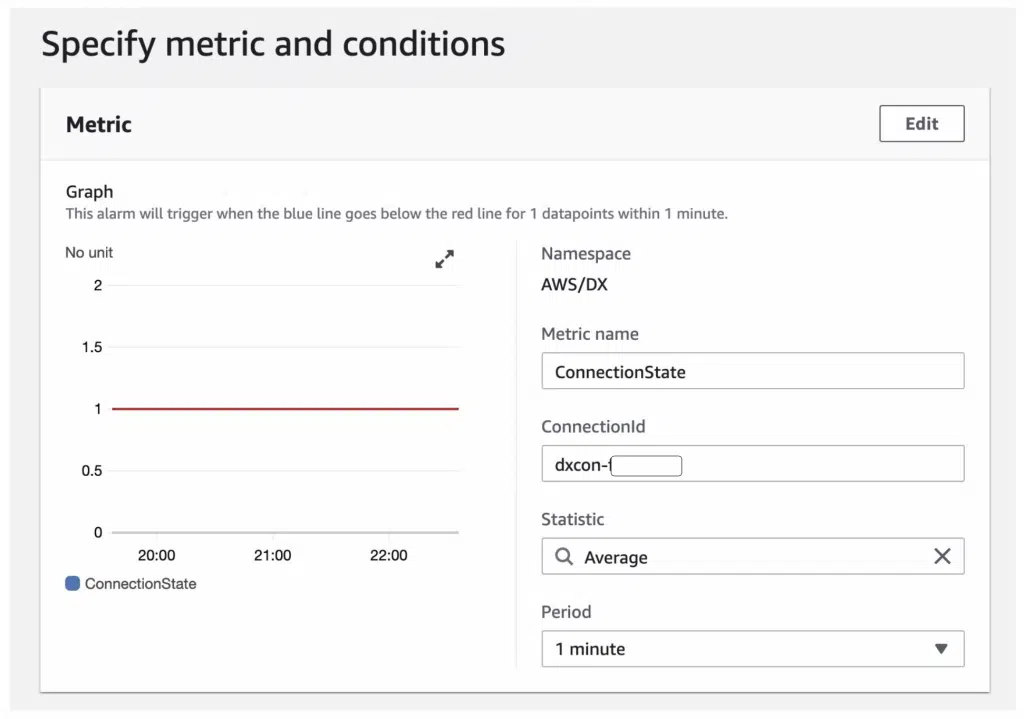 Specify metric and conditions
Metric
Edit
Graph
This alarm will trigger when the blue line goes below the red line for 1 datapoints within 1 minute.
No unit
2
1.5
1
0.5
0
20:00 21:00 22:00
ConnectionState
Namespace
AWS/DX
Metric name
ConnectionState
ConnectionId
dxcon-
Statistic
Average
Period
1 minute